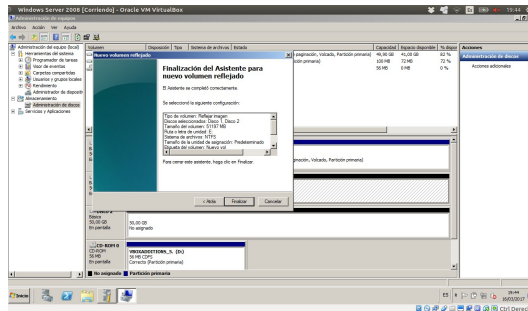 Windows Server 2008 [Corriendo] - Oracle VM VirtualBox
19:44
Administración de equipos
Archivo Acción Ver Ayuda
Administración del equipo (local)
Herramientas del sistema
Programador de tareas
Visor de eventos
Carpetas compartidas
Usuarios y grupos locales
Rendimiento
Administrador de disposit
Almacenamiento
Administración de discos
Servicios y Aplicaciones
Volumen Disposición Tipo Sistema de archivos Estado Capacidad Espacio disponible % dispon
paginación, Volcado, Partición primaria) 49,90 GB 41,00 GB 82 %
100 MB 72 MB 72 %
56 MB 0 MB 0 %
Acciones
Administración de discos
Acciones adicionales
Nuevo volumen reflejado
Finalización del Asistente para
nuevo volumen reflejado
El Asistente se completó correctamente.
Se seleccionó la siguiente configuración:
Tipo de volumen: Reflejar imagen
Discos seleccionados: Disco 1, Disco 2
Tamaño del volumen: 51197 MB
Ruta o letra de unidad: E:
Sistema de archivos: NTFS
Tamaño de la unidad de asignación: Predeterminado
Etiqueta del volumen: Nuevo vol
Para cerrar este asistente, haga clic en Finalizar.
< Atrás Finalizar Cancelar
paginación, Volcado, Partición primaria)
Básico
50,00 GB
En pantalla
50,00 GB
No asignado
CD-ROM 0
CD-ROM
56 MB
En pantalla
VBOXADDITIONS_5. (D:)
56 MB CDFS
Correcto (Partición primaria)
No asignado Partición primaria
Inicio
ES
19:44
16/03/2017
Ctrl Derec